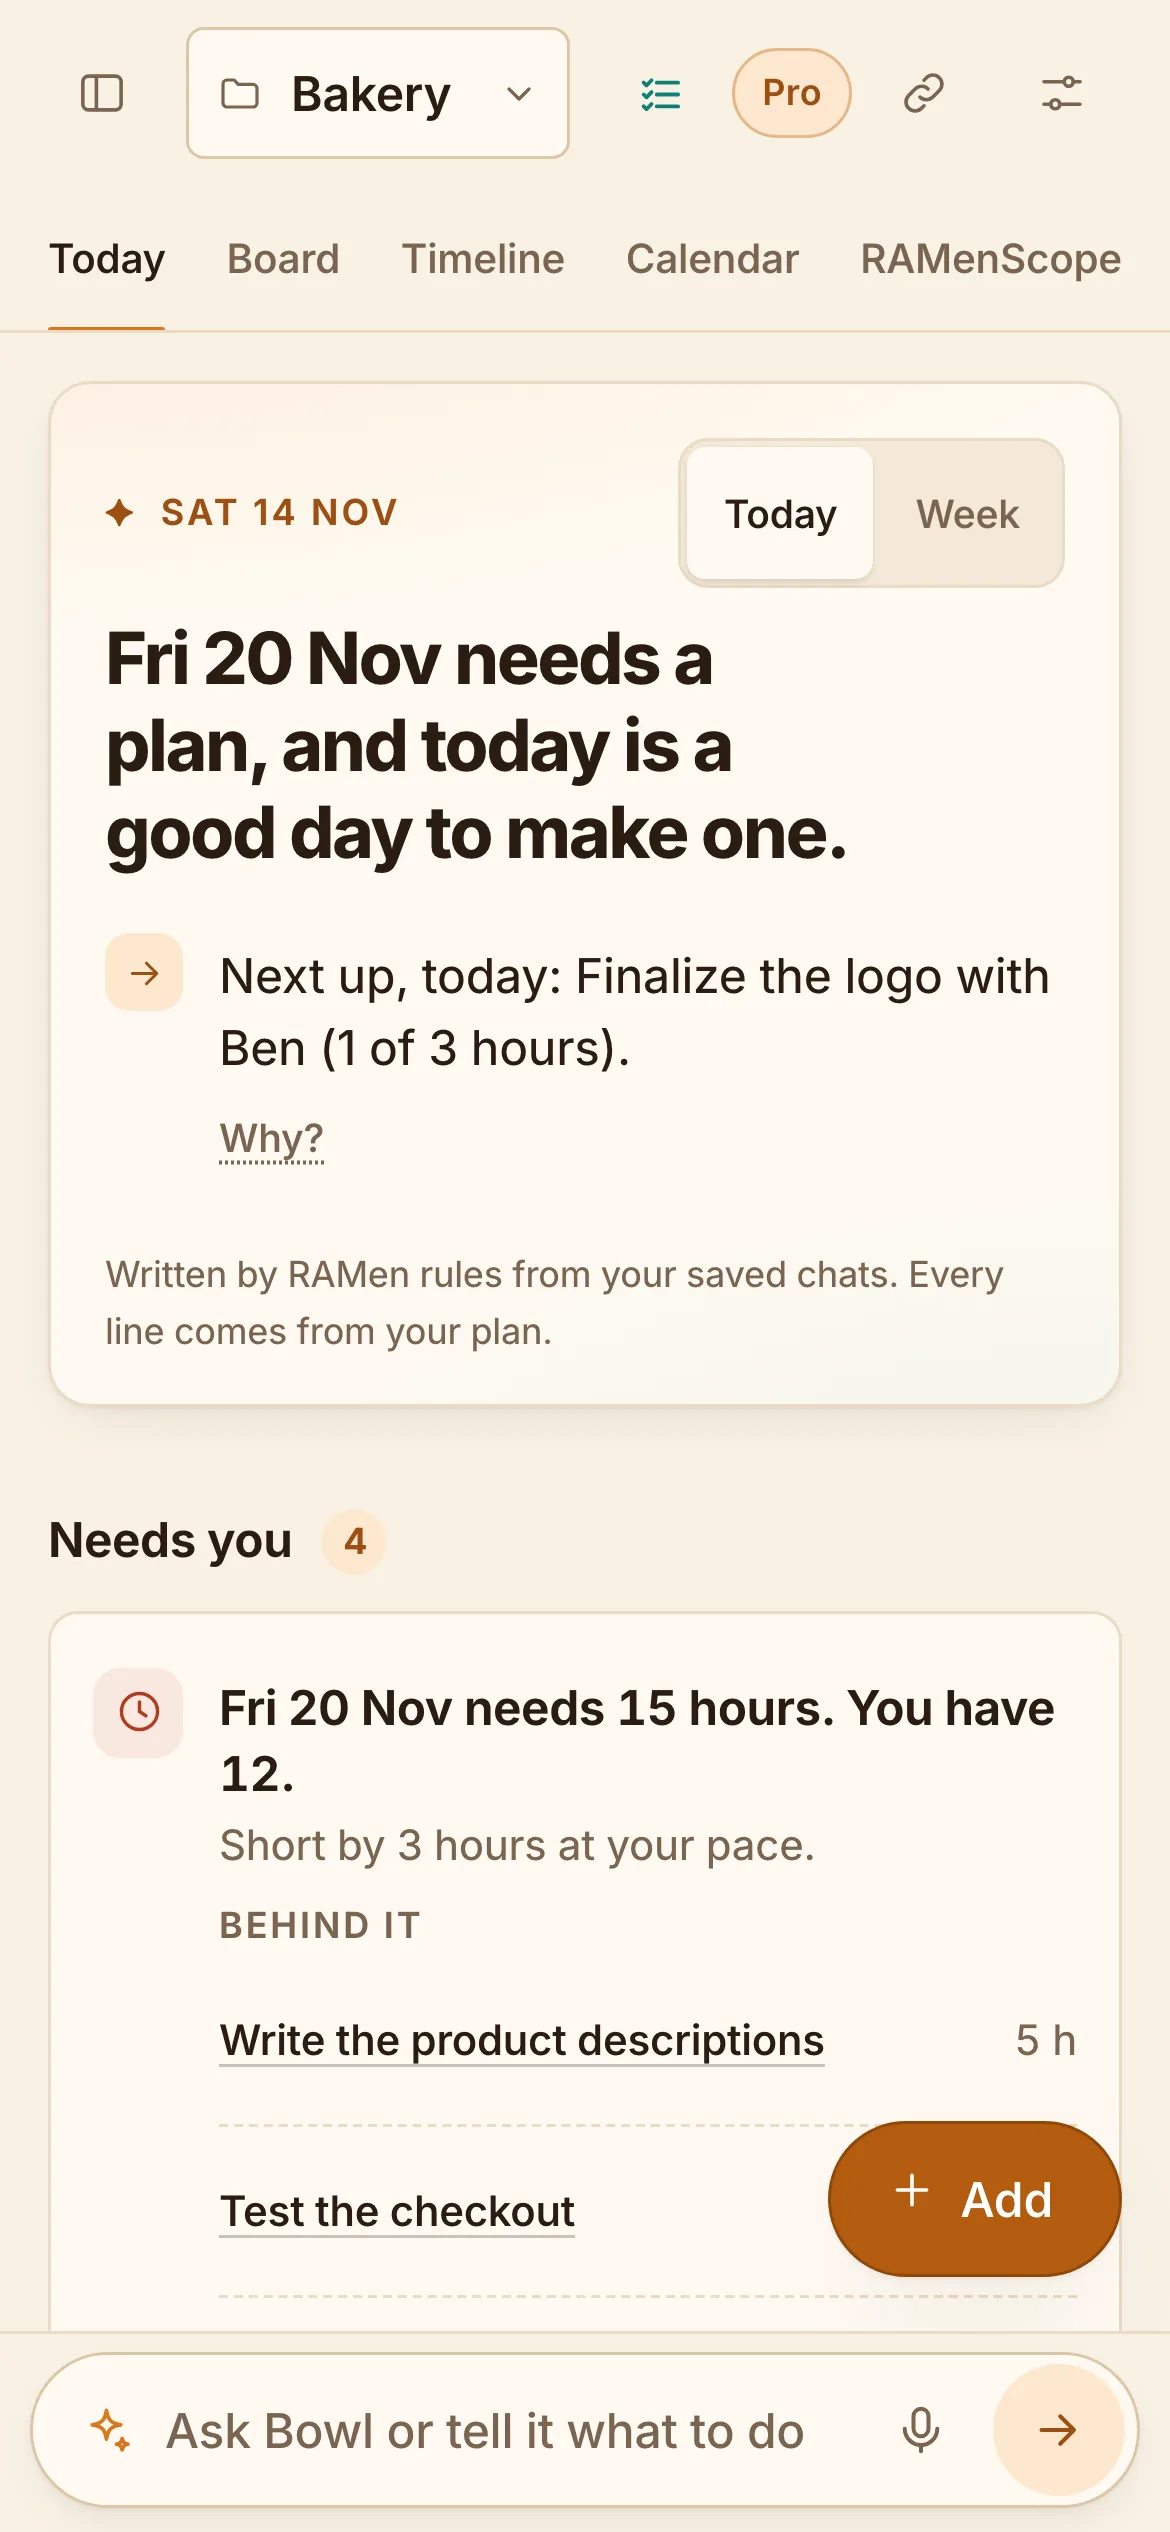 Bakery
Pro
Today
Board
Timeline
Calendar
RAMenScope
SAT 14 NOV
Today
Week
Fri 20 Nov needs a
plan, and today is a
good day to make one.
Next up, today: Finalize the logo with
Ben (1 of 3 hours).
Why?
Written by RAMen rules from your saved chats. Every
line comes from your plan.
Needs you
4
Fri 20 Nov needs 15 hours. You have
12.
Short by 3 hours at your pace.
BEHIND IT
Write the product descriptions
5 h
Test the checkout
Add
Ask Bowl or tell it what to do